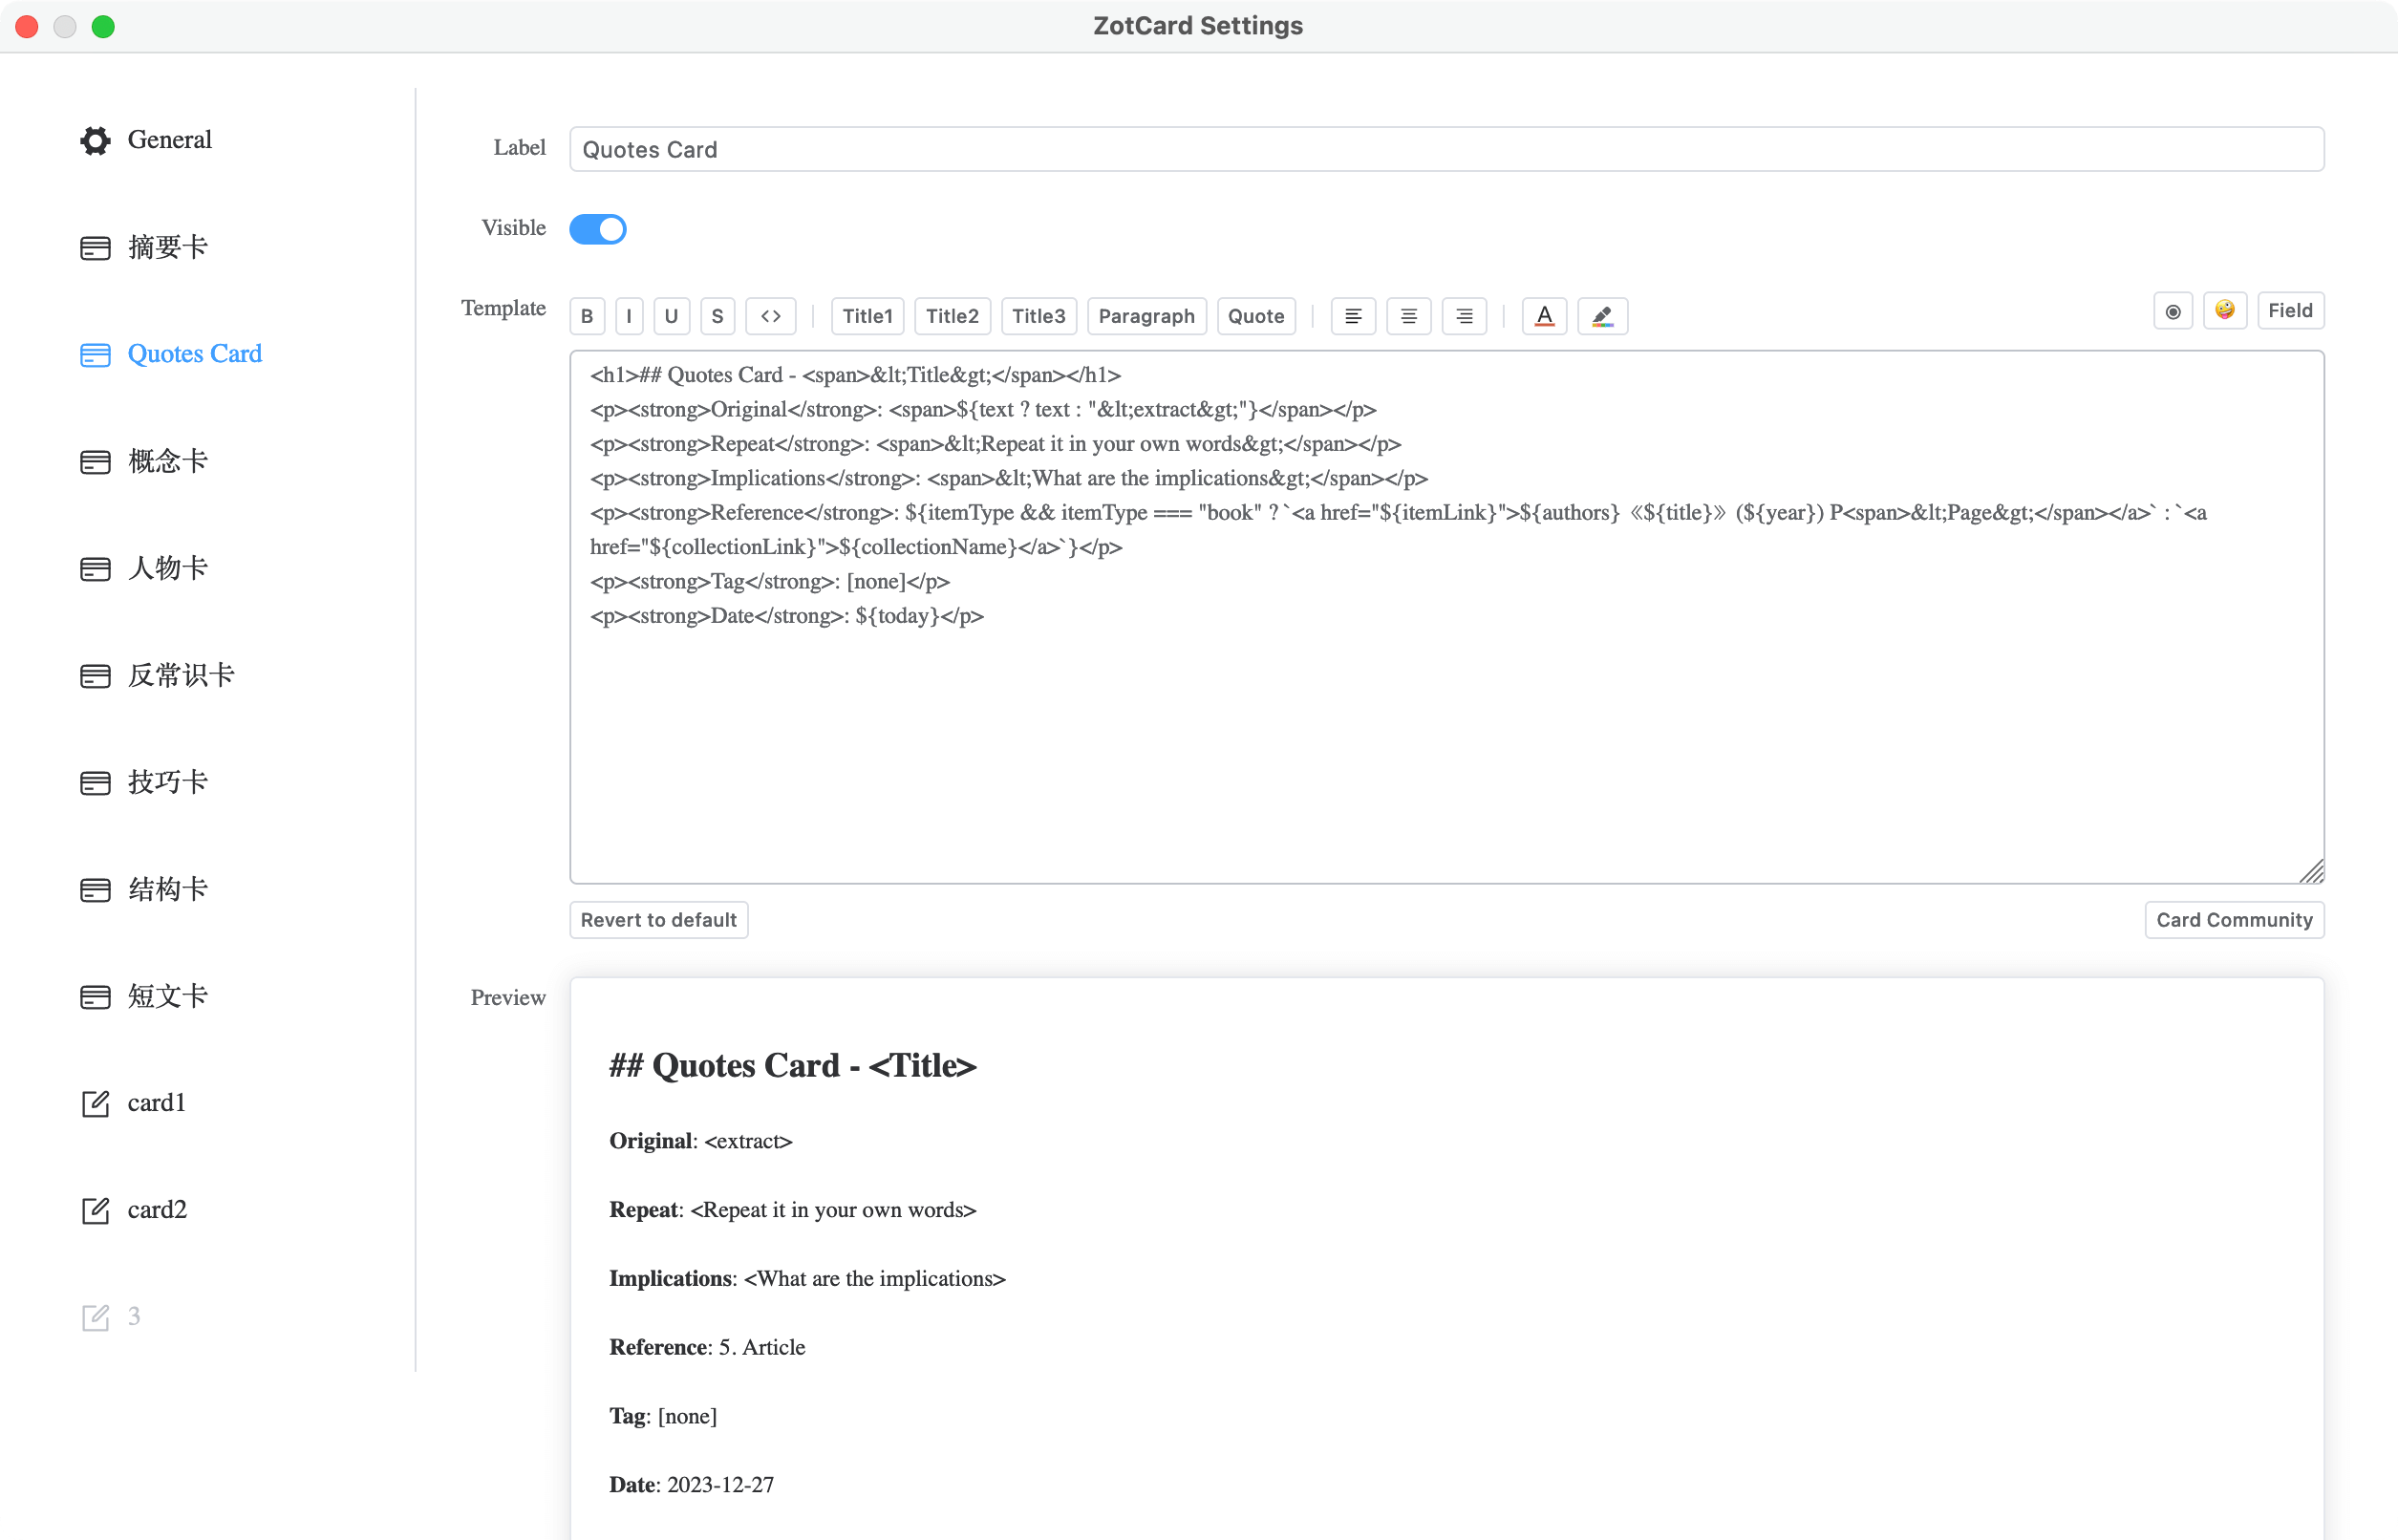 ZotCard Settings
General
摘要卡
Quotes Card
概念卡
人物卡
反常识卡
技巧卡
结构卡
短文卡
card1
card2
3
Label
Quotes Card
Visible
Template
B I U S <> Title1 Title2 Title3 Paragraph Quote A Field
<h1>## Quotes Card - <span>&lt;Title&gt;</span></h1>
<p><strong>Original</strong>: <span>${text ? text : "&lt;extract&gt;"}</span></p>
<p><strong>Repeat</strong>: <span>&lt;Repeat it in your own words&gt;</span></p>
<p><strong>Implications</strong>: <span>&lt;What are the implications&gt;</span></p>
<p><strong>Reference</strong>: ${itemType && itemType === "book" ? `<a href="${itemLink}">${authors}《${title}》(${year}) P<span>&lt;Page&gt;</span></a>` : `<a
href="${collectionLink}">${collectionName}</a>`}</p>
<p><strong>Tag</strong>: [none]</p>
<p><strong>Date</strong>: ${today}</p>
Revert to default
Card Community
Preview
## Quotes Card - <Title>
Original: <extract>
Repeat: <Repeat it in your own words>
Implications: <What are the implications>
Reference: 5. Article
Tag: [none]
Date: 2023-12-27